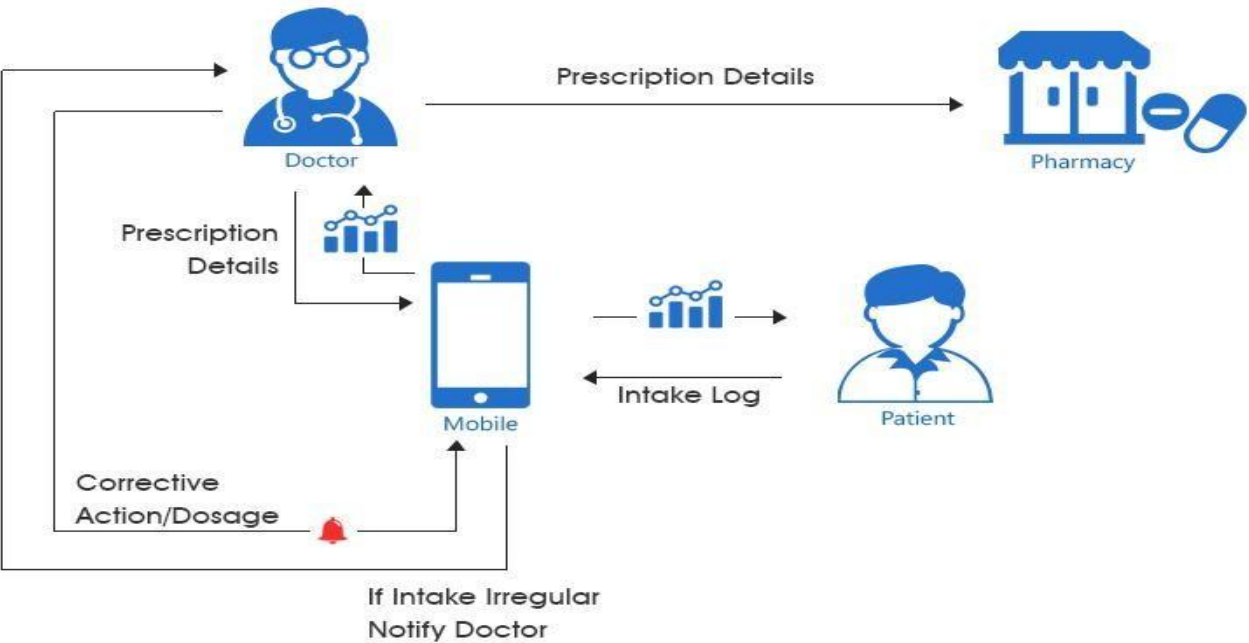 Prescription Details
Doctor
Pharmacy
Prescription
Details
Intake Log
Mobile
Patient
Corrective
Action/Dosage
If Intake Irregular
Notify Doctor